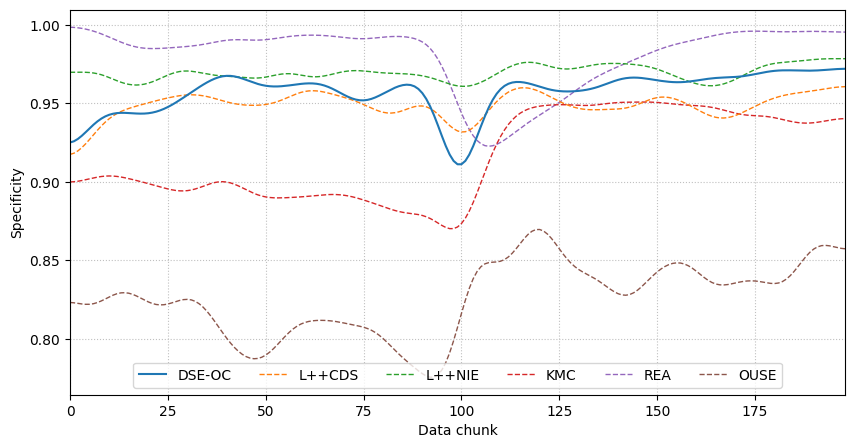 1.00
0.95
0.90
0.85
0.80
Specificity
DSE-OC L++CDS L++NIE KMC REA OUSE
0 25 50 75 100 125 150 175
Data chunk